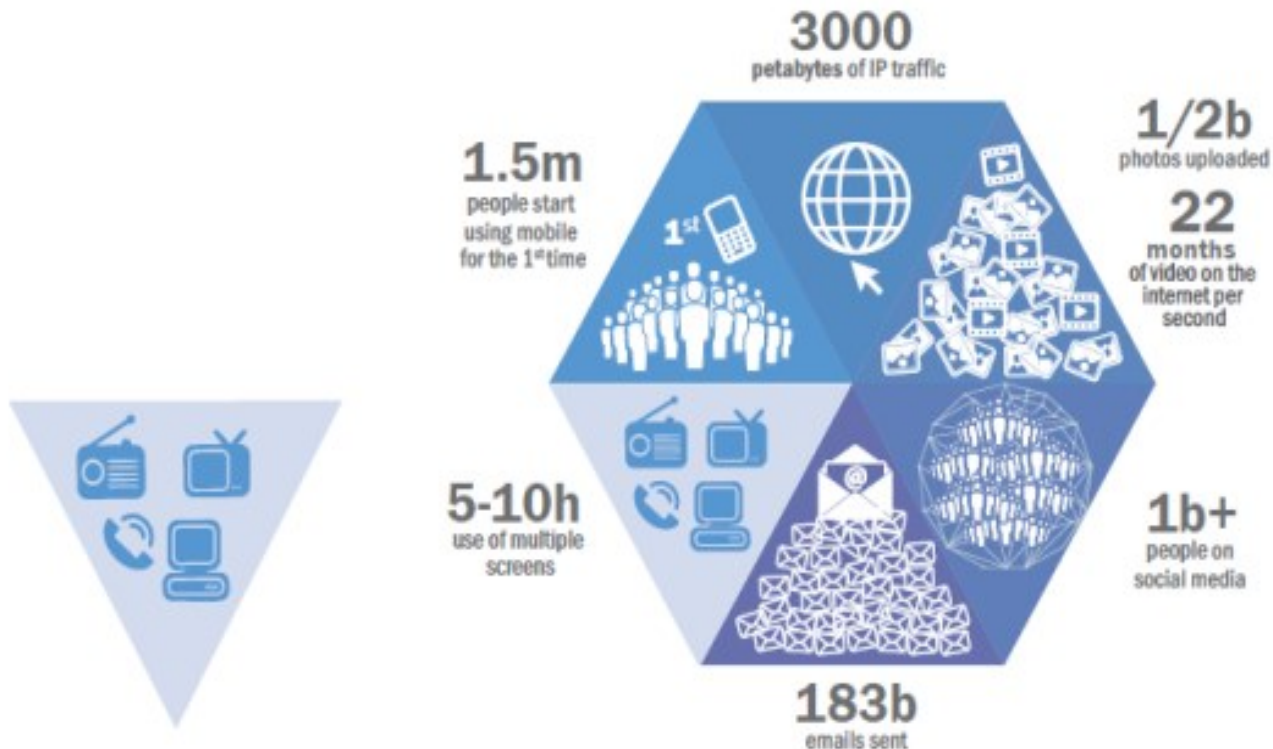 3000
petabytes of IP traffic
1.5m
people start
using mobile
for the 1st time
1st
1/2b
photos uploaded
22
months
of video on the
internet per
second
5-10h
use of multiple
screens
@
1b+
people on
social media
183b
emails sent